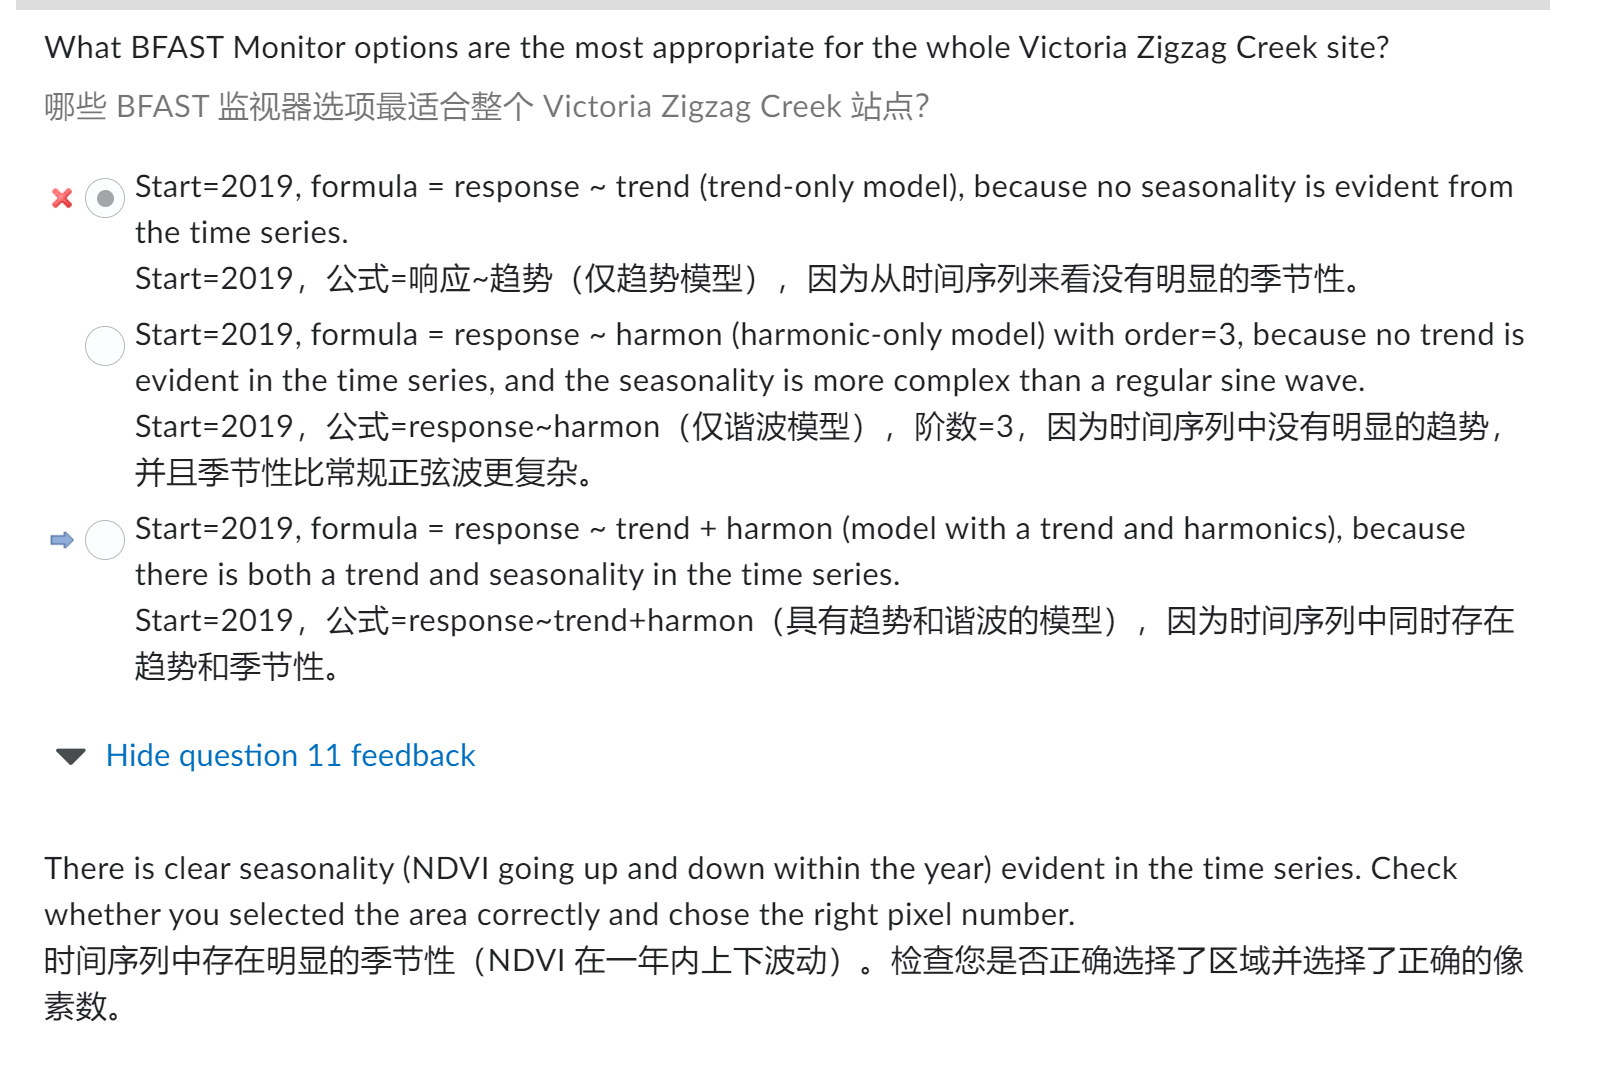 What BFAST Monitor options are the most appropriate for the whole Victoria Zigzag Creek site?
哪些 BFAST 监视器选项最适合整个 Victoria Zigzag Creek 站点？
Start=2019, formula = response ~ trend (trend-only model), because no seasonality is evident from
the time series.
Start=2019，公式=响应~趋势（仅趋势模型），因为从时间序列来看没有明显的季节性。
Start=2019, formula = response ~ harmon (harmonic-only model) with order=3, because no trend is
evident in the time series, and the seasonality is more complex than a regular sine wave.
Start=2019，公式=response~harmon（仅谐波模型），阶数=3，因为时间序列中没有明显的趋势，
并且季节性比常规正弦波更复杂。
Start=2019, formula = response ~ trend + harmon (model with a trend and harmonics), because
there is both a trend and seasonality in the time series.
Start=2019，公式=response~trend+harmon（具有趋势和谐波的模型），因为时间序列中同时存在
趋势和季节性。
Hide question 11 feedback
There is clear seasonality (NDVI going up and down within the year) evident in the time series. Check
whether you selected the area correctly and chose the right pixel number.
时间序列中存在明显的季节性（NDVI 在一年内上下波动）。检查您是否正确选择了区域并选择了正确的像
素数。